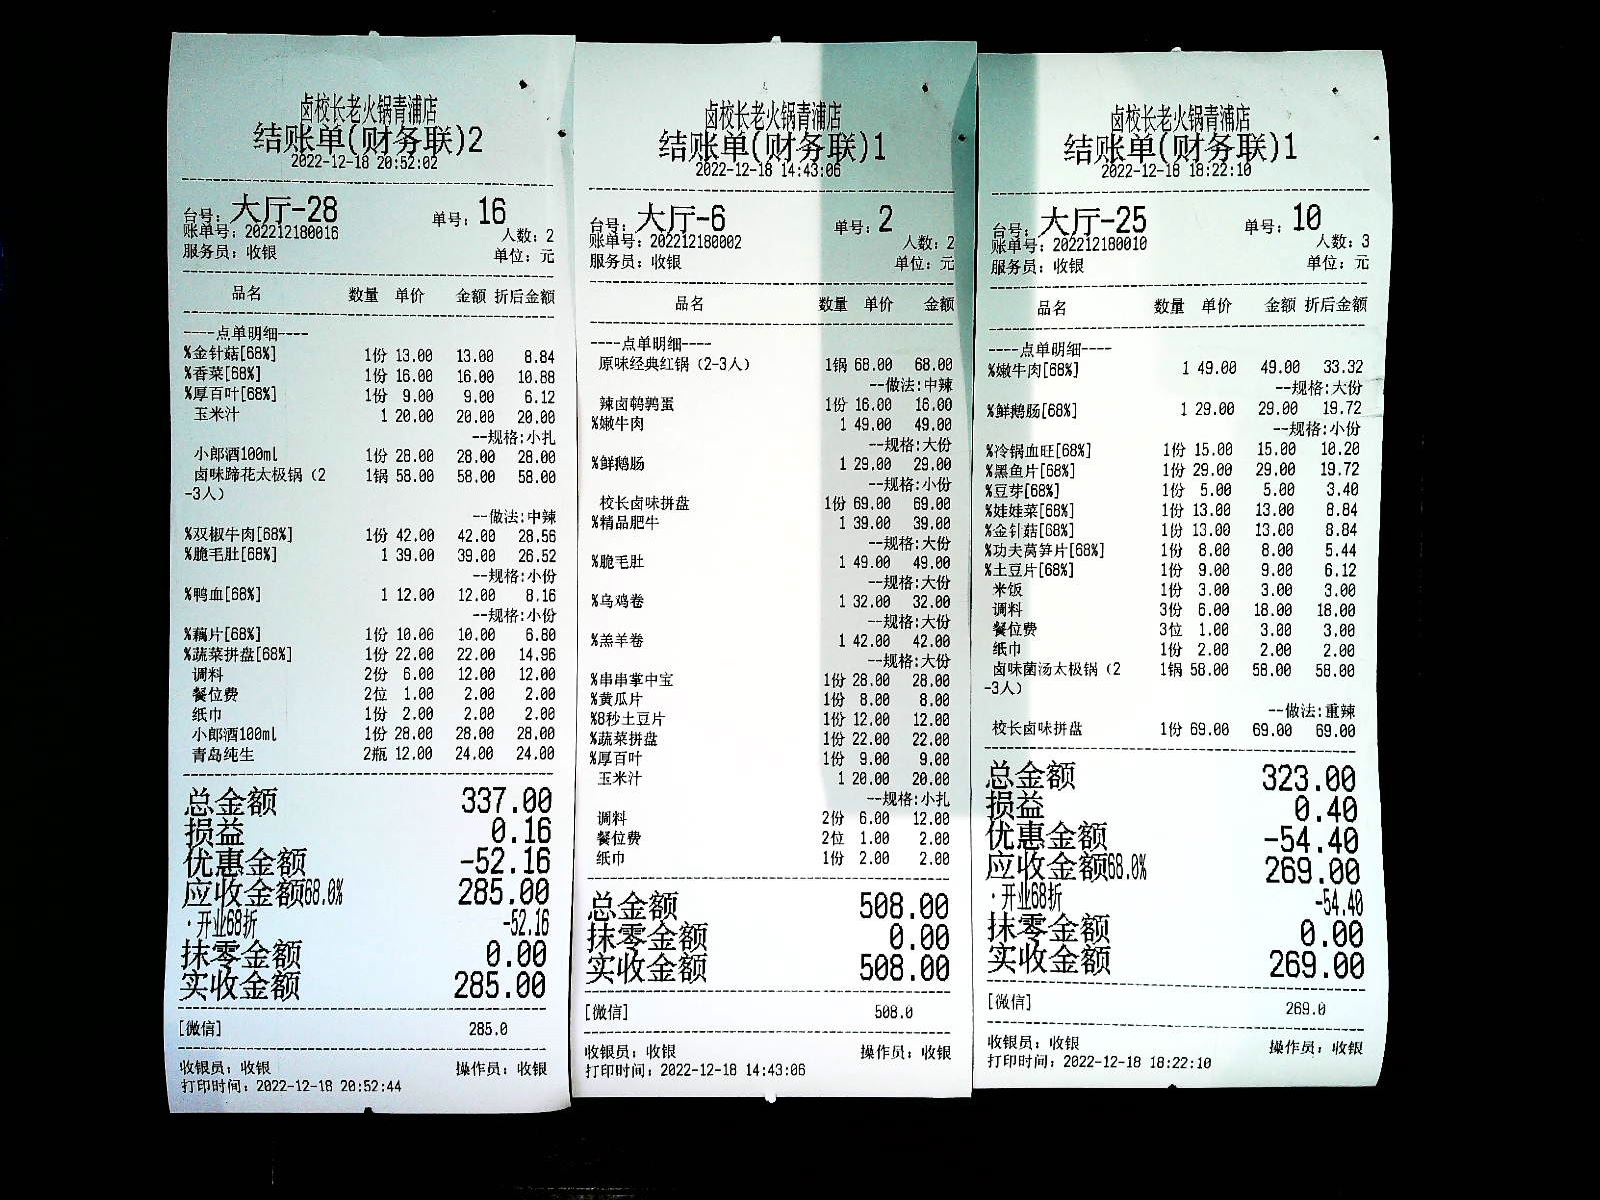 卤校长老火锅青浦店
结账单(财务联)2
2022-12-18 20:52:02
台号: 大厅-28 单号: 16
账单号: 202212180016 人数: 2
服务员: 收银 单位: 元
品名 数量 单价 金额 折后金额
----点单明细----
%金针菇[68%] 1份 13.00 13.00 8.84
%香菜[68%] 1份 16.00 16.00 10.88
%厚百叶[68%] 1份 9.00 9.00 6.12
玉米汁 1 20.00 20.00 20.00
--规格:小扎
小郎酒100ml 1份 28.00 28.00 28.00
卤味蹄花太极锅（2 1锅 58.00 58.00 58.00
-3人）
--做法:中辣
%双椒牛肉[68%] 1份 42.00 42.00 28.56
%脆毛肚[68%] 1 39.00 39.00 26.52
--规格:小份
%鸭血[68%] 1 12.00 12.00 8.16
--规格:小份
%藕片[68%] 1份 10.00 10.00 6.80
%蔬菜拼盘[68%] 1份 22.00 22.00 14.96
调料 2份 6.00 12.00 12.00
餐位费 2位 1.00 2.00 2.00
纸巾 1份 2.00 2.00 2.00
小郎酒100ml 1份 28.00 28.00 28.00
青岛纯生 2瓶 12.00 24.00 24.00
总金额 337.00
损益 0.16
优惠金额 -52.16
应收金额68.0% 285.00
·开业68折 -52.16
抹零金额 0.00
实收金额 285.00
[微信] 285.0
收银员: 收银 操作员: 收银
打印时间: 2022-12-18 20:52:44
卤校长老火锅青浦店
结账单(财务联)1
2022-12-18 14:43:06
台号: 大厅-6 单号: 2
账单号: 202212180002 人数: 2
服务员: 收银 单位: 元
品名 数量 单价 金额
----点单明细----
原味经典红锅（2-3人） 1锅 68.00 68.00
--做法:中辣
辣卤鹌鹑蛋 1份 16.00 16.00
%嫩牛肉 1 49.00 49.00
--规格:大份
%鲜鹅肠 1 29.00 29.00
--规格:小份
校长卤味拼盘 1份 69.00 69.00
%精品肥牛 1 39.00 39.00
--规格:大份
%脆毛肚 1 49.00 49.00
--规格:大份
%乌鸡卷 1 32.00 32.00
--规格:大份
%羔羊卷 1 42.00 42.00
--规格:大份
%串串掌中宝 1份 28.00 28.00
%黄瓜片 1份 8.00 8.00
%8秒土豆片 1份 12.00 12.00
%蔬菜拼盘 1份 22.00 22.00
%厚百叶 1份 9.00 9.00
玉米汁 1 20.00 20.00
--规格:小扎
调料 2份 6.00 12.00
餐位费 2位 1.00 2.00
纸巾 1份 2.00 2.00
总金额 508.00
抹零金额 0.00
实收金额 508.00
[微信] 508.0
收银员: 收银 操作员: 收银
打印时间: 2022-12-18 14:43:06
卤校长老火锅青浦店
结账单(财务联)1
2022-12-18 18:22:10
台号: 大厅-25 单号: 10
账单号: 202212180010 人数: 3
服务员: 收银 单位: 元
品名 数量 单价 金额 折后金额
----点单明细----
%嫩牛肉[68%] 1 49.00 49.00 33.32
--规格:大份
%鲜鹅肠[68%] 1 29.00 29.00 19.72
--规格:小份
%冷锅血旺[68%] 1份 15.00 15.00 10.20
%黑鱼片[68%] 1份 29.00 29.00 19.72
%豆芽[68%] 1份 5.00 5.00 3.40
%娃娃菜[68%] 1份 13.00 13.00 8.84
%金针菇[68%] 1份 13.00 13.00 8.84
%功夫莴笋片[68%] 1份 8.00 8.00 5.44
%土豆片[68%] 1份 9.00 9.00 6.12
米饭 1份 3.00 3.00 3.00
调料 3份 6.00 18.00 18.00
餐位费 3位 1.00 3.00 3.00
纸巾 1份 2.00 2.00 2.00
卤味菌汤太极锅（2 1锅 58.00 58.00 58.00
-3人）
--做法:重辣
校长卤味拼盘 1份 69.00 69.00 69.00
总金额 323.00
损益 0.40
优惠金额 -54.40
应收金额68.0% 269.00
·开业68折 -54.40
抹零金额 0.00
实收金额 269.00
[微信] 269.0
收银员: 收银 操作员: 收银
打印时间: 2022-12-18 18:22:10